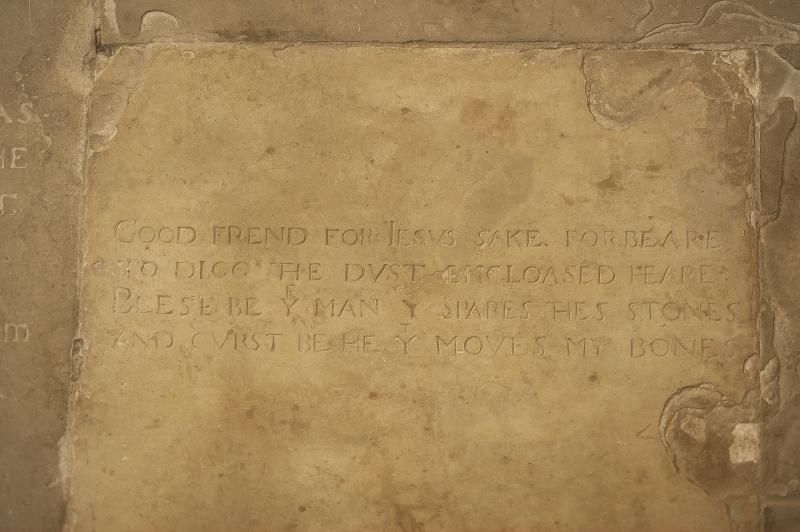 GOOD FREND FOR IESVS SAKE FORBEARE
TO DIGG THE DVST ENCLOASED HEARE:
BLESE BE Yᴱ MAN Yᵀ SPARES THES STONES
AND CVRST BE HE Yᵀ MOVES MY BONES